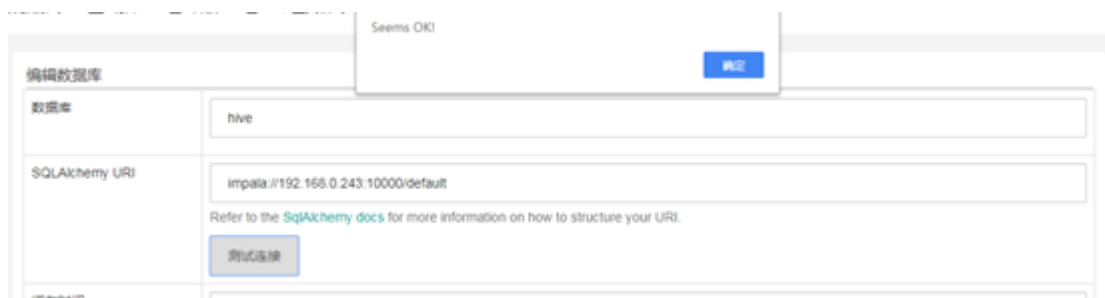 Seems OK!
确定
编辑数据库
数据库
hive
SQLAlchemy URI
impala://192.168.0.243:10000/default
Refer to the SqlAlchemy docs for more information on how to structure your URI.
测试连接